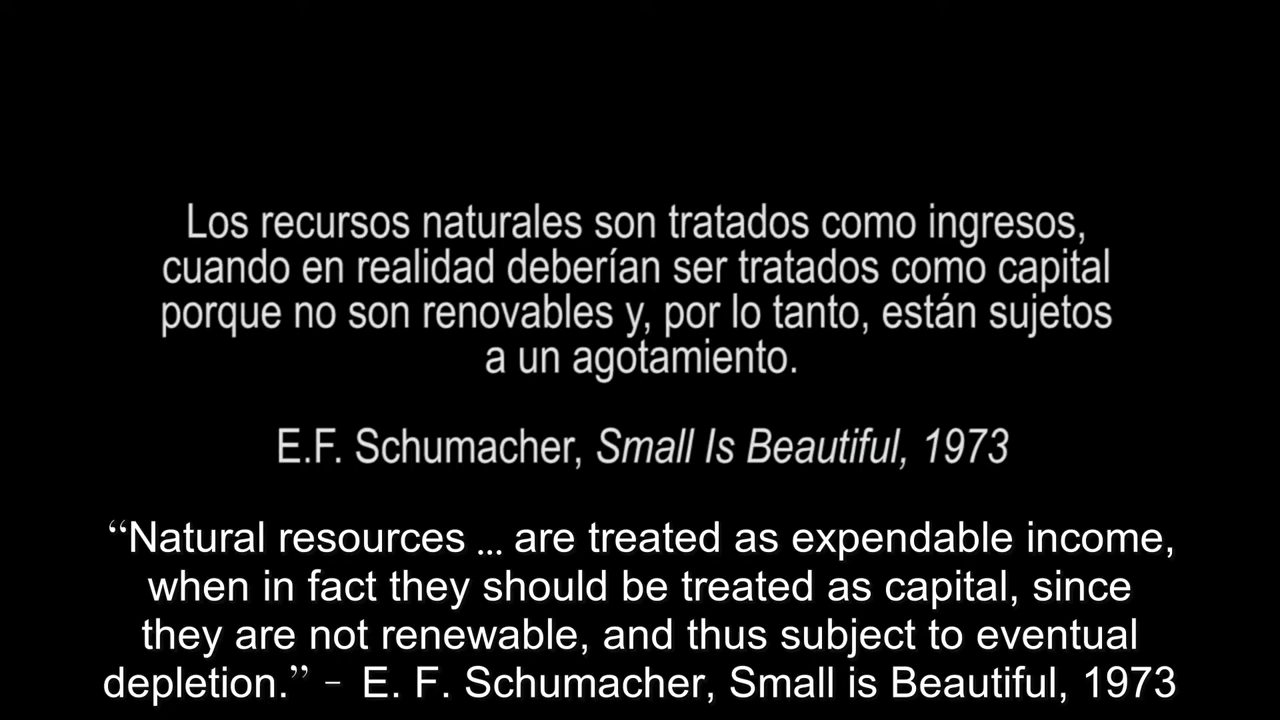 Los recursos naturales son tratados como ingresos,
cuando en realidad deberían ser tratados como capital
porque no son renovables y, por lo tanto, están sujetos
a un agotamiento.
E.F. Schumacher, Small Is Beautiful, 1973
“Natural resources ... are treated as expendable income,
when in fact they should be treated as capital, since
they are not renewable, and thus subject to eventual
depletion.” – E. F. Schumacher, Small is Beautiful, 1973